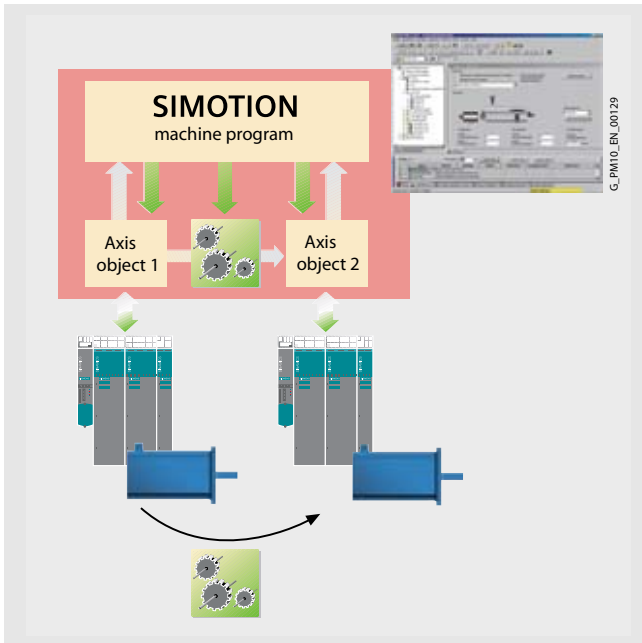 SIMOTION
machine program
Axis
object 1
Axis
object 2
G_PM10_EN_00129